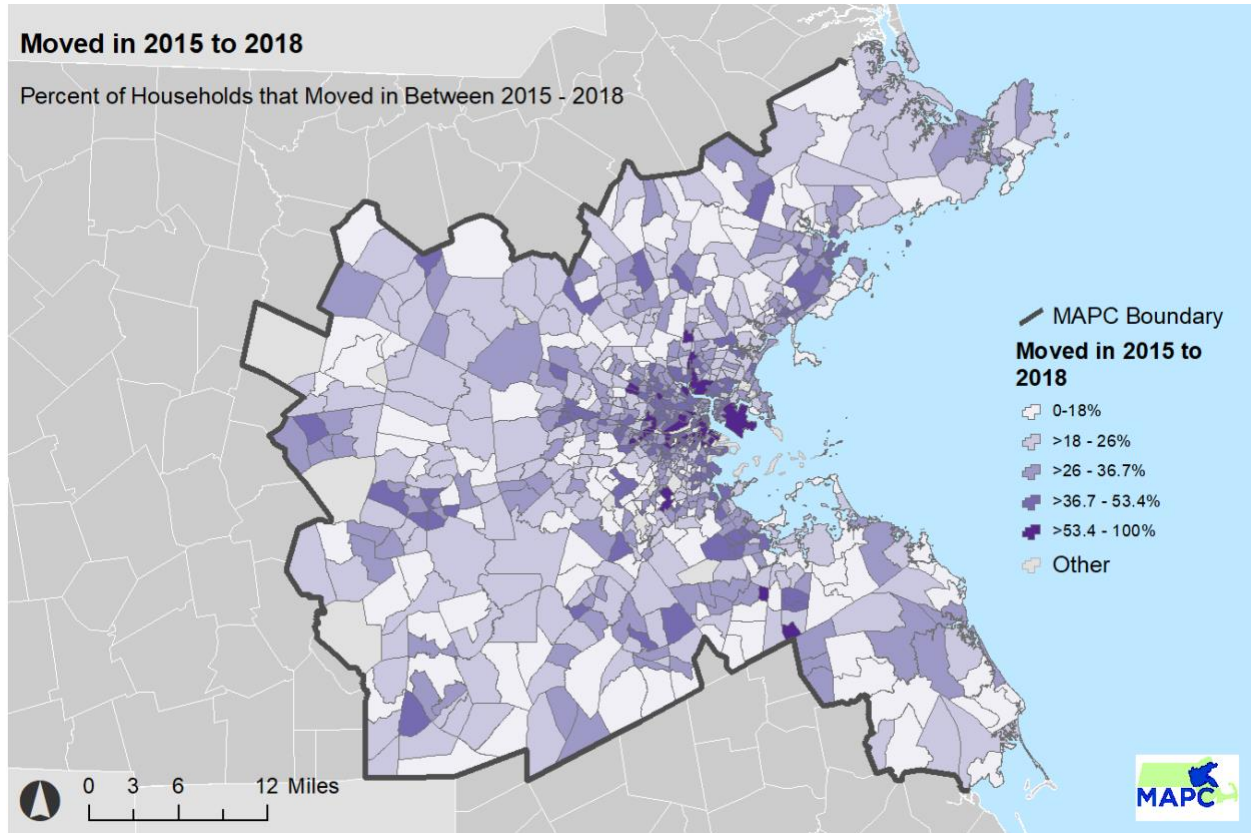 Moved in 2015 to 2018
Percent of Households that Moved in Between 2015 - 2018
MAPC Boundary
Moved in 2015 to
2018
0-18%
>18 - 26%
>26 - 36.7%
>36.7 - 53.4%
>53.4 - 100%
Other
0 3 6 12 Miles
MAPC